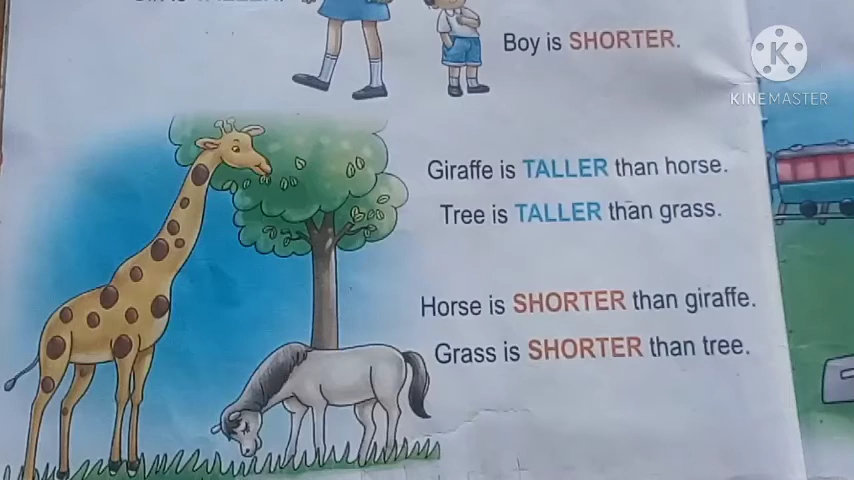 Boy is SHORTER.
KINEMASTER
Giraffe is TALLER than horse.
Tree is TALLER than grass.
Horse is SHORTER than giraffe.
Grass is SHORTER than tree.